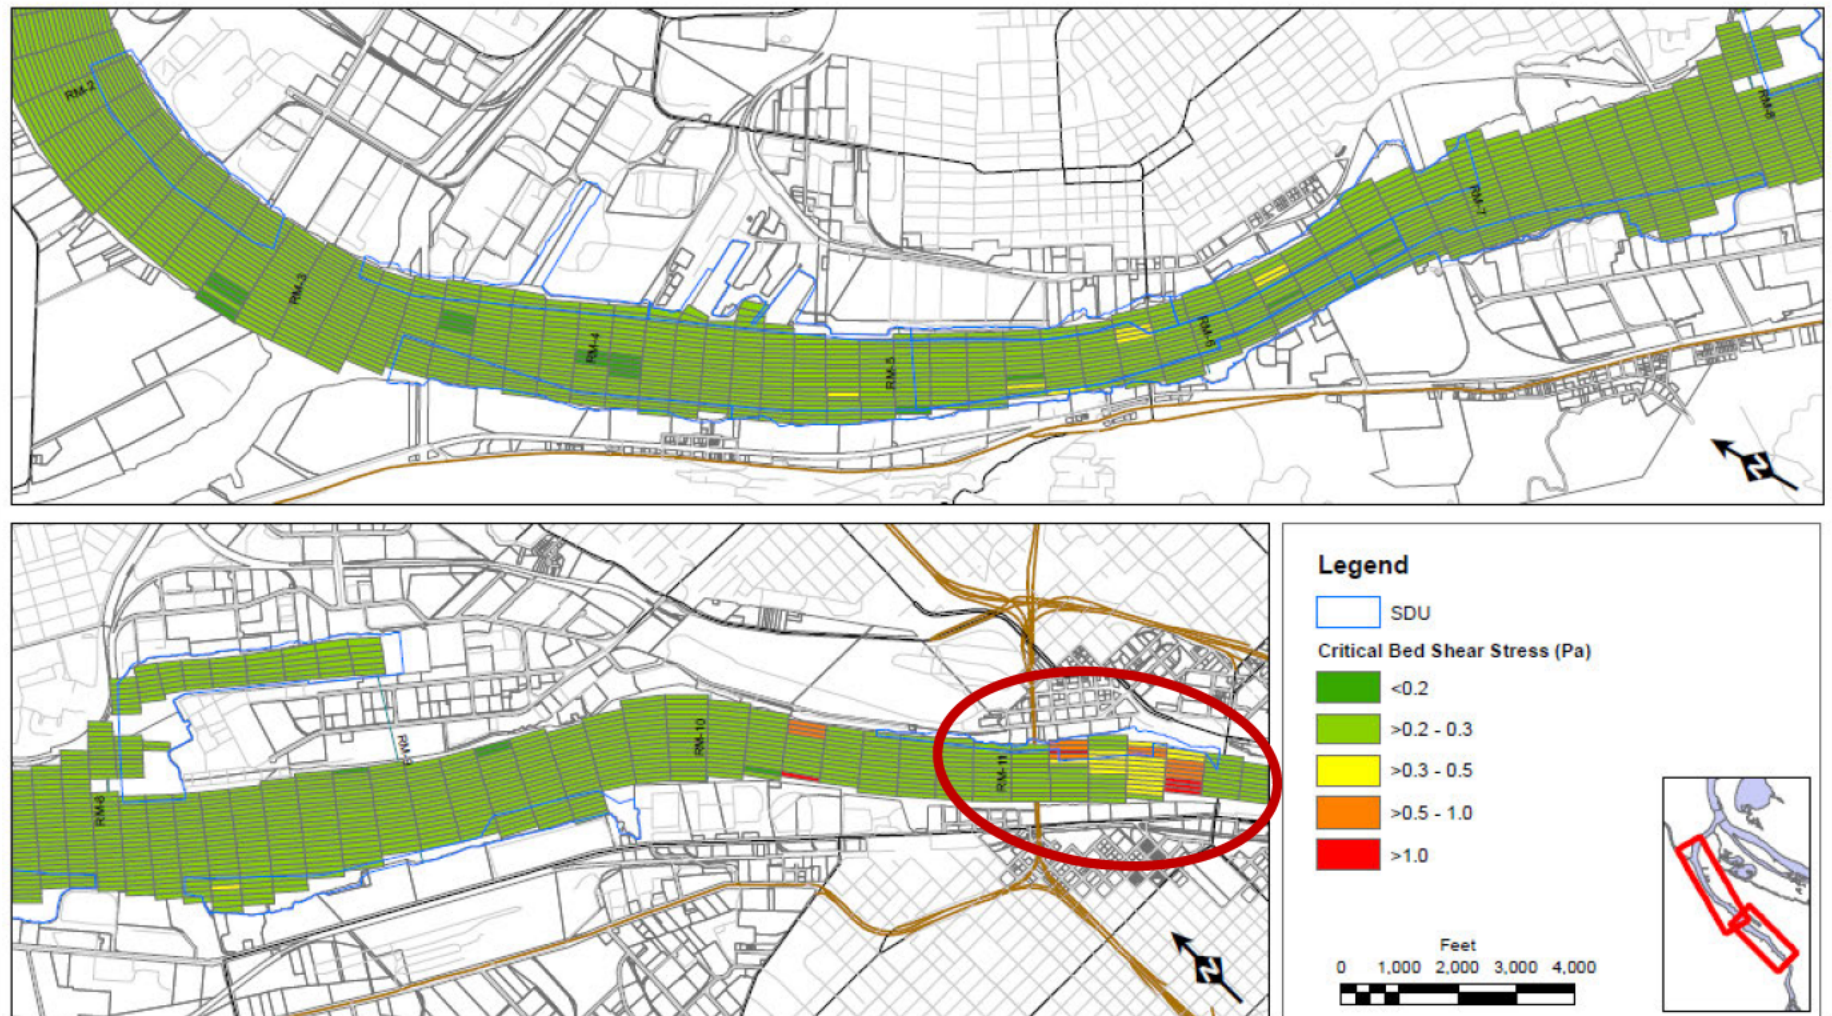 RM-2
RM-3
RM-4
RM-5
RM-6
RM-7
RM-8
N
RM-8
RM-9
RM-10
RM-11
N
Legend
SDU
Critical Bed Shear Stress (Pa)
<0.2
>0.2 - 0.3
>0.3 - 0.5
>0.5 - 1.0
>1.0
Feet
0 1,000 2,000 3,000 4,000